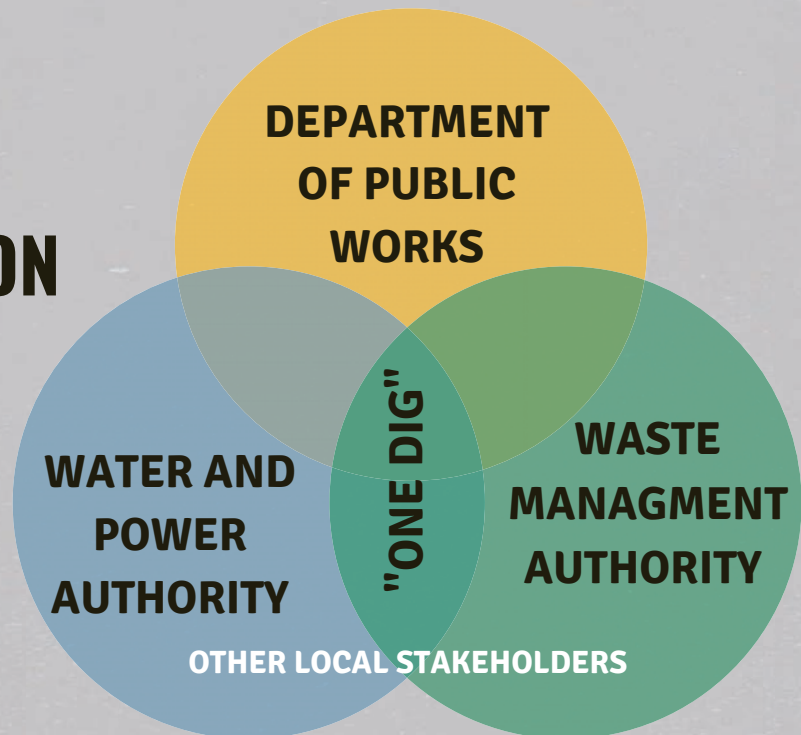 DEPARTMENT
OF PUBLIC
WORKS
ON
WATER AND
POWER
AUTHORITY
"ONE DIG"
WASTE
MANAGMENT
AUTHORITY
OTHER LOCAL STAKEHOLDERS